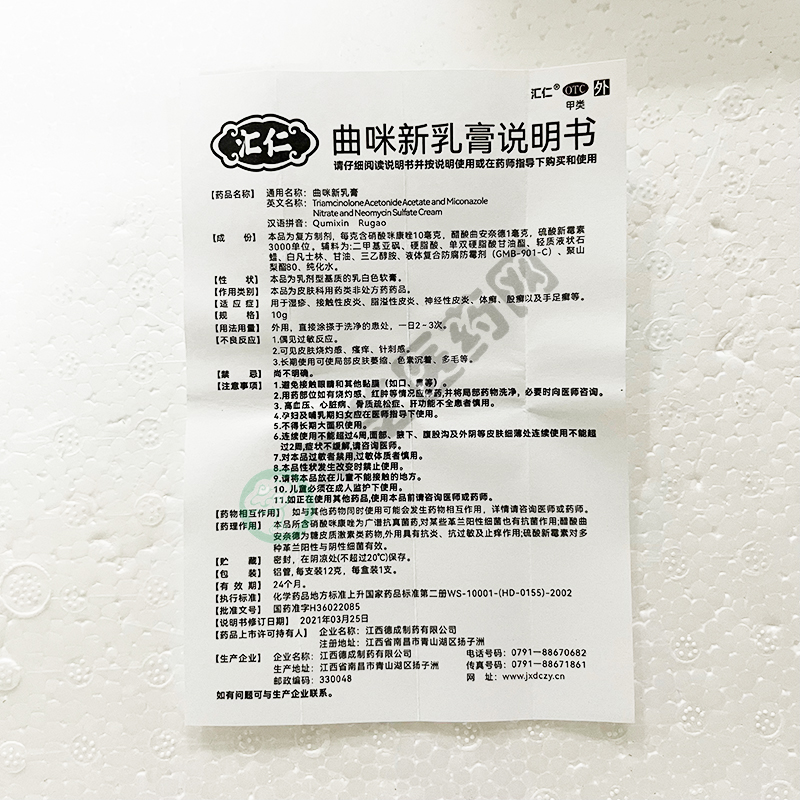 汇仁® OTC 外
甲类
汇仁
曲咪新乳膏说明书
请仔细阅读说明书并按说明使用或在药师指导下购买和使用
【药品名称】 通用名称：曲咪新乳膏
英文名称：Triamcinolone Acetonide Acetate and Miconazole
Nitrate and Neomycin Sulfate Cream
汉语拼音：Qumixin Rugao
【成 份】 本品为复方制剂，每克含硝酸咪康唑10毫克，醋酸曲安奈德1毫克，硫酸新霉素
3000单位。辅料为：二甲基亚砜、硬脂酸、单双硬脂酸甘油酯、轻质液状石
蜡、白凡士林、甘油、三乙醇胺、液体复合防腐防霉剂（GMB-901-C）、聚山
梨酯80、纯化水。
【性 状】 本品为乳剂型基质的乳白色软膏。
【作用类别】 本品为皮肤科用药类非处方药药品。
【适 应 症】 用于湿疹、接触性皮炎、脂溢性皮炎、神经性皮炎、体癣、股癣以及手足癣等。
【规 格】 10g
【用法用量】 外用，直接涂搽于洗净的患处，一日2~3次。
【不良反应】 1.偶见过敏反应。
2.可见皮肤烧灼感、瘙痒、针刺感。
3.长期使用可使局部皮肤萎缩、色素沉着、多毛等。
【禁 忌】 尚不明确。
【注意事项】 1.避免接触眼睛和其他黏膜（如口、鼻等）。
2.用药部位如有烧灼感、红肿等情况应停药，并将局部药物洗净，必要时向医师咨询。
3.高血压、心脏病、骨质疏松症、肝功能不全患者慎用。
4.孕妇及哺乳期妇女应在医师指导下使用。
5.不得长期大面积使用。
6.连续使用不能超过4周，面部、腋下、腹股沟及外阴等皮肤细薄处连续使用不能超
过2周，症状不缓解，请咨询医师。
7.对本品过敏者禁用，过敏体质者慎用。
8.本品性状发生改变时禁止使用。
9.请将本品放在儿童不能接触的地方。
10.儿童必须在成人监护下使用。
11.如正在使用其他药品，使用本品前请咨询医师或药师。
【药物相互作用】 如与其他药物同时使用可能会发生药物相互作用，详情请咨询医师或药师。
【药理作用】 本品所含硝酸咪康唑为广谱抗真菌药，对某些革兰阳性细菌也有抗菌作用；醋酸曲
安奈德为糖皮质激素类药物，外用具有抗炎、抗过敏及止痒作用；硫酸新霉素对多
种革兰阳性与阴性细菌有效。
【贮 藏】 密封，在阴凉处（不超过20℃）保存。
【包 装】 铝管，每支装12克，每盒装1支。
【有 效 期】 24个月。
【执行标准】 化学药品地方标准上升国家药品标准第二册WS-10001-(HD-0155)-2002
【批准文号】 国药准字H36022085
【说明书修订日期】 2021年03月25日
【药品上市许可持有人】 企业名称：江西德成制药有限公司
注册地址：江西省南昌市青山湖区扬子洲
【生产企业】 企业名称：江西德成制药有限公司 电话号码：0791—88670682
生产地址：江西省南昌市青山湖区扬子洲 传真号码：0791—88671861
邮政编码：330048 网 址：www.jxdczy.cn
如有问题可与生产企业联系。